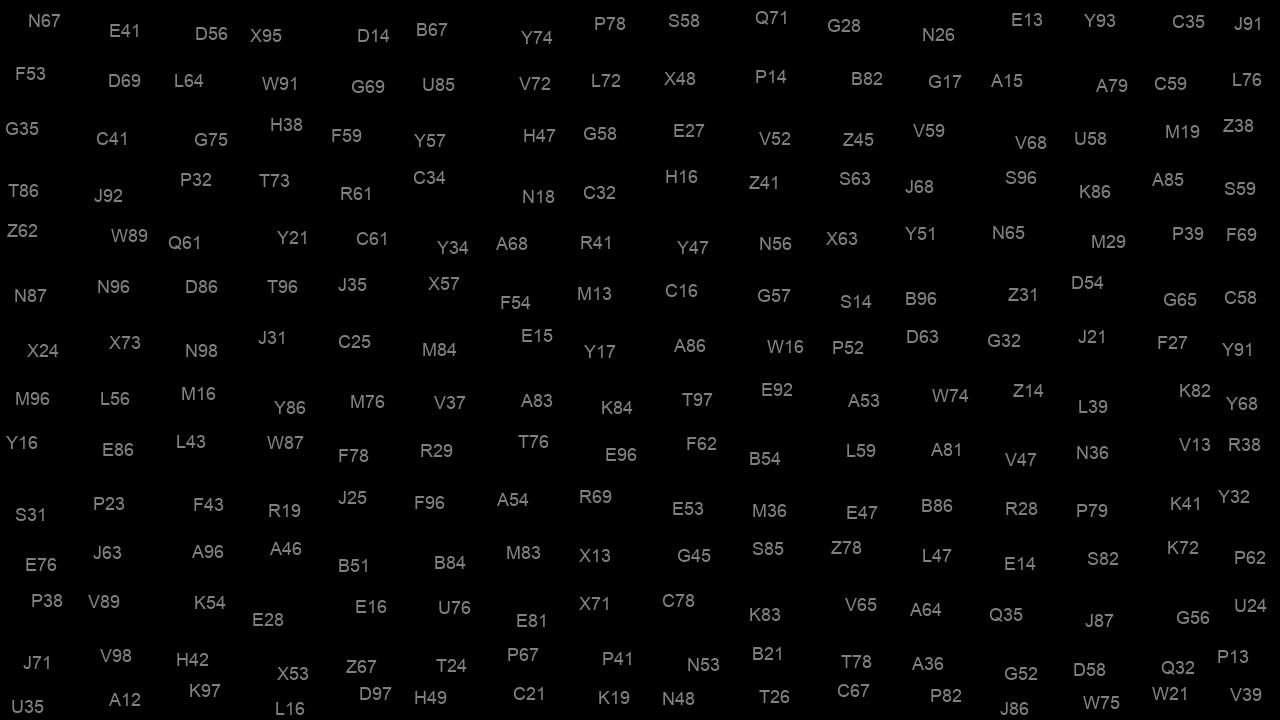 N67 E41 D56 X95 D14 B67 Y74 P78 S58 Q71 G28 N26 E13 Y93 C35 J91
F53 D69 L64 W91 G69 U85 V72 L72 X48 P14 B82 G17 A15 A79 C59 L76
G35 C41 G75 H38 F59 Y57 H47 G58 E27 V52 Z45 V59 V68 U58 M19 Z38
T86 J92 P32 T73 R61 C34 N18 C32 H16 Z41 S63 J68 S96 K86 A85 S59
Z62 W89 Q61 Y21 C61 Y34 A68 R41 Y47 N56 X63 Y51 N65 M29 P39 F69
N87 N96 D86 T96 J35 X57 F54 M13 C16 G57 S14 B96 Z31 D54 G65 C58
X24 X73 N98 J31 C25 M84 E15 Y17 A86 W16 P52 D63 G32 J21 F27 Y91
M96 L56 M16 Y86 M76 V37 A83 K84 T97 E92 A53 W74 Z14 L39 K82 Y68
Y16 E86 L43 W87 F78 R29 T76 E96 F62 B54 L59 A81 V47 N36 V13 R38
S31 P23 F43 R19 J25 F96 A54 R69 E53 M36 E47 B86 R28 P79 K41 Y32
E76 J63 A96 A46 B51 B84 M83 X13 G45 S85 Z78 L47 E14 S82 K72 P62
P38 V89 K54 E28 E16 U76 E81 X71 C78 K83 V65 A64 Q35 J87 G56 U24
J71 V98 H42 X53 Z67 T24 P67 P41 N53 B21 T78 A36 G52 D58 Q32 P13
U35 A12 K97 L16 D97 H49 C21 K19 N48 T26 C67 P82 J86 W75 W21 V39